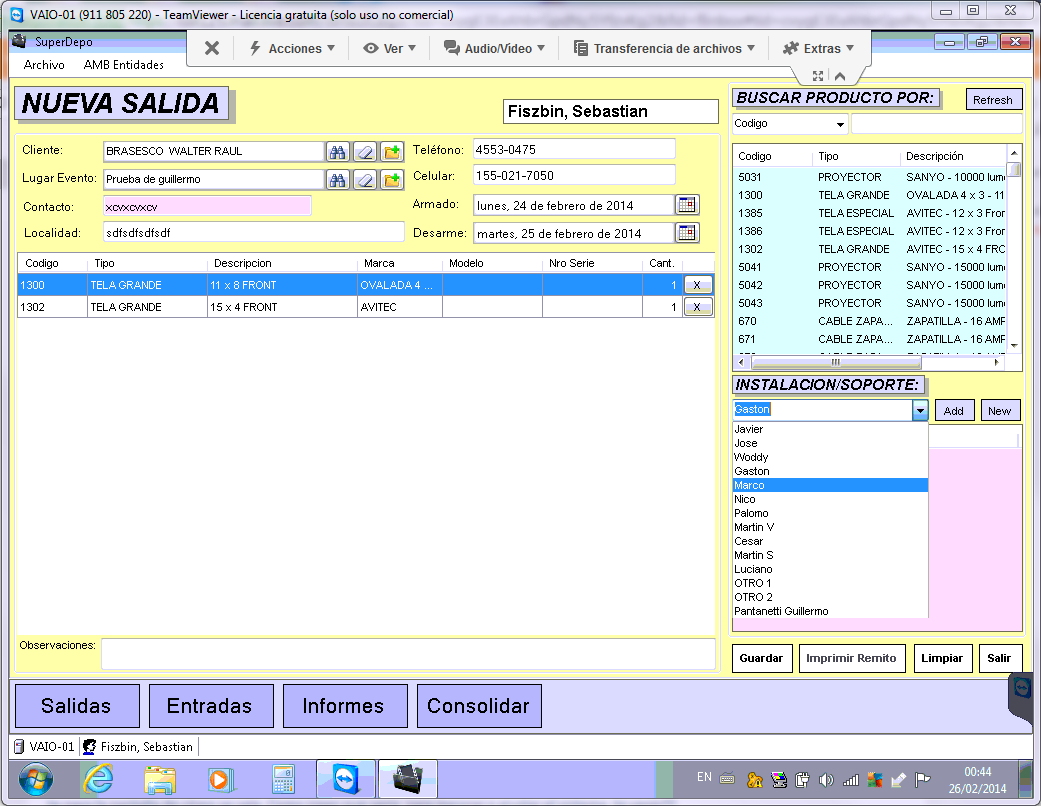 VAIO-01 (911 805 220) - TeamViewer - Licencia gratuita (solo uso no comercial)
SuperDepo
Acciones Ver Audio/Video Transferencia de archivos Extras
Archivo AMB Entidades
NUEVA SALIDA
Fiszbin, Sebastian
Cliente: BRASESCO WALTER RAUL Teléfono: 4553-0475
Lugar Evento: Prueba de guillermo Celular: 155-021-7050
Contacto: xcvxcvxcv Armado: lunes, 24 de febrero de 2014
Localidad: sdfsdfsdfsdf Desarme: martes, 25 de febrero de 2014
Codigo Tipo Descripcion Marca Modelo Nro Serie Cant.
1300 TELA GRANDE 11 x 8 FRONT OVALADA 4 ... 1 X
1302 TELA GRANDE 15 x 4 FRONT AVITEC 1 X
Observaciones:
BUSCAR PRODUCTO POR: Refresh
Codigo
Codigo Tipo Descripción
5031 PROYECTOR SANYO - 10000 lum
1300 TELA GRANDE OVALADA 4 x 3 - 11
1385 TELA ESPECIAL AVITEC - 12 x 3 Fror
1386 TELA ESPECIAL AVITEC - 12 x 3 Fror
1302 TELA GRANDE AVITEC - 15 x 4 FRC
5041 PROYECTOR SANYO - 15000 lum
5042 PROYECTOR SANYO - 15000 lum
5043 PROYECTOR SANYO - 15000 lum
670 CABLE ZAPA... ZAPATILLA - 16 AMF
671 CABLE ZAPA... ZAPATILLA - 16 AMF
INSTALACION/SOPORTE:
Gaston Add New
Javier
Jose
Woddy
Gaston
Marco
Nico
Palomo
Martin V
Cesar
Martin S
Luciano
OTRO 1
OTRO 2
Pantanetti Guillermo
Guardar Imprimir Remito Limpiar Salir
Salidas Entradas Informes Consolidar
VAIO-01 Fiszbin, Sebastian
EN 00:44
26/02/2014